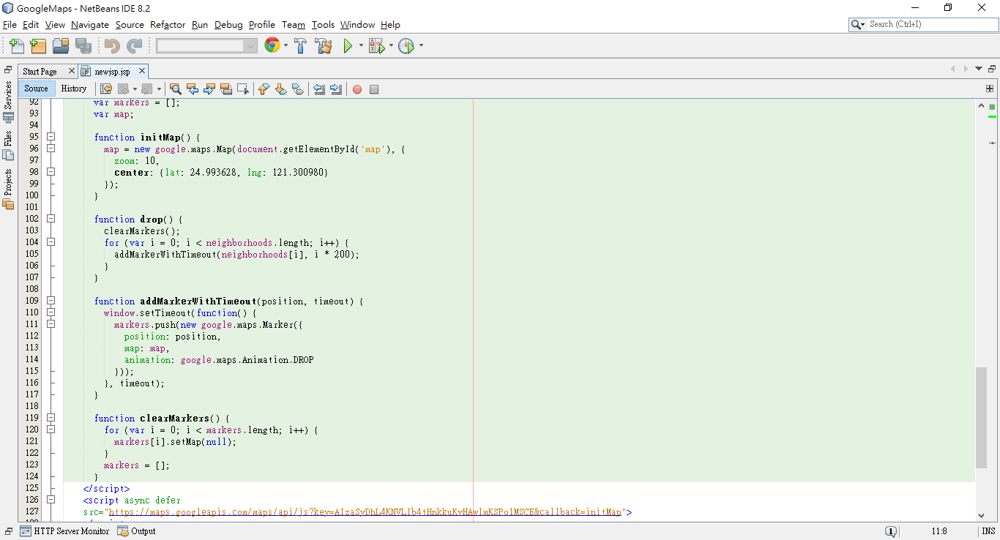 GoogleMaps - NetBeans IDE 8.2
File Edit View Navigate Source Refactor Run Debug Profile Team Tools Window Help
Search (Ctrl+I)
Start Page
newjsp.jsp
Source History
Services
Files
Projects
92 var markers = [];
93 var map;
94
95 function initMap() {
96 map = new google.maps.Map(document.getElementById('map'), {
97 zoom: 10,
98 center: {lat: 24.993628, lng: 121.300980}
99 });
100 }
101
102 function drop() {
103 clearMarkers();
104 for (var i = 0; i < neighborhoods.length; i++) {
105 addMarkerWithTimeout(neighborhoods[i], i * 200);
106 }
107 }
108
109 function addMarkerWithTimeout(position, timeout) {
110 window.setTimeout(function() {
111 markers.push(new google.maps.Marker({
112 position: position,
113 map: map,
114 animation: google.maps.Animation.DROP
115 }));
116 }, timeout);
117 }
118
119 function clearMarkers() {
120 for (var i = 0; i < markers.length; i++) {
121 markers[i].setMap(null);
122 }
123 markers = [];
124 }
125 </script>
126 <script async defer
127 src="https://maps.googleapis.com/maps/api/js?key=
&callback=initMap">
HTTP Server Monitor
Output
1
11:8
INS